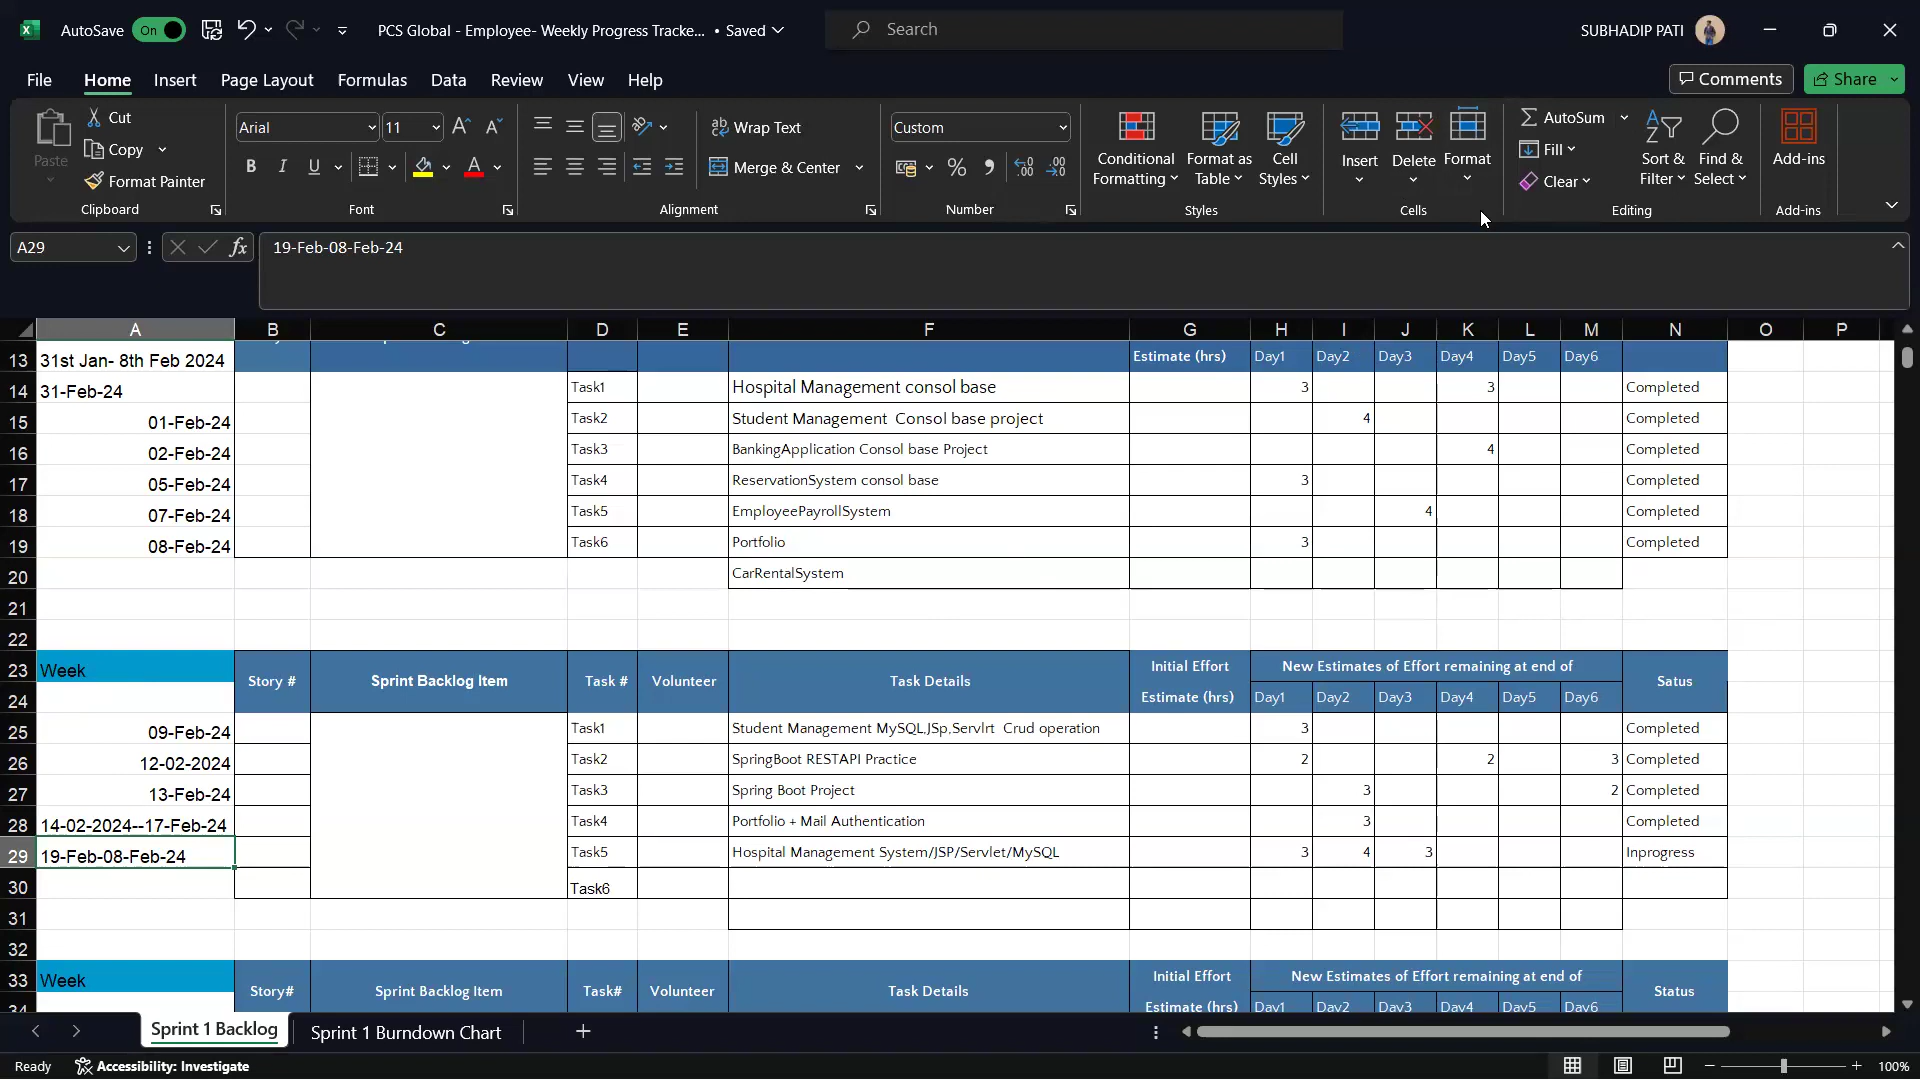 AutoSave On PCS Global - Employee- Weekly Progress Tracke... • Saved Search SUBHADIP PATI
File Home Insert Page Layout Formulas Data Review View Help Comments Share
Paste Cut Copy Format Painter Clipboard
Arial 11 B I U A Font
Wrap Text Merge & Center Alignment
Custom % Number
Conditional Formatting Format as Table Cell Styles Styles
Insert Delete Format Cells
AutoSum Fill Clear Sort & Filter Find & Select Editing
Add-ins Add-ins
A29 fx 19-Feb-08-Feb-24
A B C D E F G H I J K L M N O P
13 31st Jan- 8th Feb 2024 Estimate (hrs) Day1 Day2 Day3 Day4 Day5 Day6
14 31-Feb-24 Task1 Hospital Management consol base 3 3 Completed
15 01-Feb-24 Task2 Student Management Consol base project 4 Completed
16 02-Feb-24 Task3 BankingApplication Consol base Project 4 Completed
17 05-Feb-24 Task4 ReservationSystem consol base 3 Completed
18 07-Feb-24 Task5 EmployeePayrollSystem 4 Completed
19 08-Feb-24 Task6 Portfolio 3 Completed
20 CarRentalSystem
21
22
23 Week Story # Sprint Backlog Item Task # Volunteer Task Details Initial Effort New Estimates of Effort remaining at end of Satus
24 Estimate (hrs) Day1 Day2 Day3 Day4 Day5 Day6
25 09-Feb-24 Task1 Student Management MySQL,JSp,Servlrt Crud operation 3 Completed
26 12-02-2024 Task2 SpringBoot RESTAPI Practice 2 2 3 Completed
27 13-Feb-24 Task3 Spring Boot Project 3 2 Completed
28 14-02-2024--17-Feb-24 Task4 Portfolio + Mail Authentication 3 Completed
29 19-Feb-08-Feb-24 Task5 Hospital Management System/JSP/Servlet/MySQL 3 4 3 Inprogress
30 Task6
31
32
33 Week Story# Sprint Backlog Item Task# Volunteer Task Details Initial Effort New Estimates of Effort remaining at end of Status
34 Estimate (hrs) Day1 Day2 Day3 Day4 Day5 Day6
Sprint 1 Backlog Sprint 1 Burndown Chart
Ready Accessibility: Investigate 100%